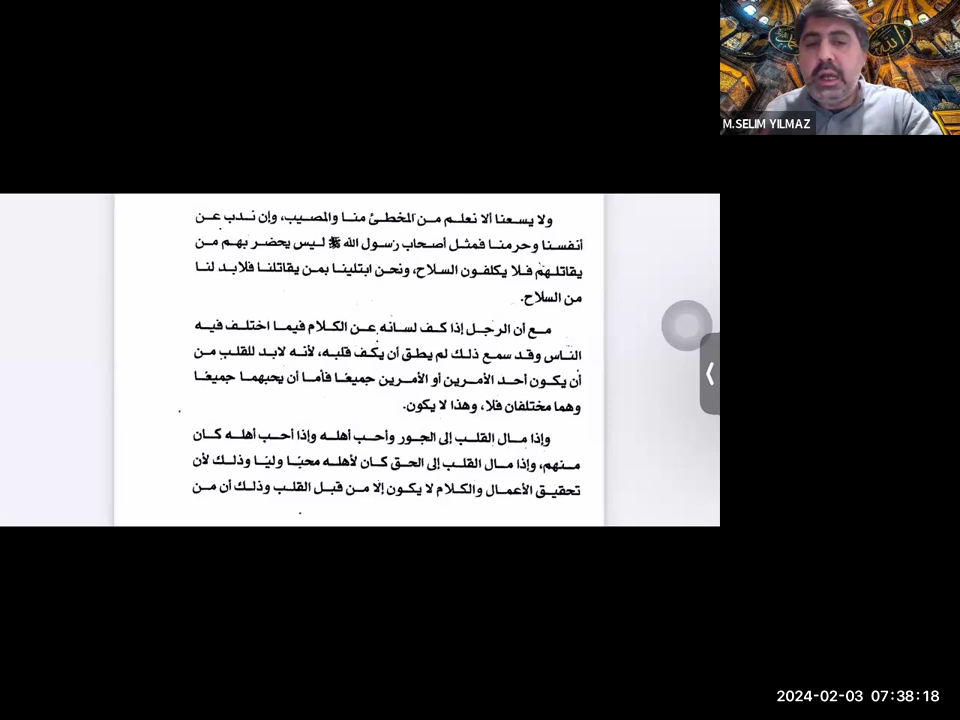 M.SELIM YILMAZ
ولا يسعنا ألا نعلم من المخطئ منا والمصيب، وإن ندب عن
أنفسنا وحرمنا فمثل أصحاب رسول الله ﷺ ليس يحضر بهم من
يقاتلهم فلا يكلفون السلاح، ونحن ابتلينا بمن يقاتلنا فلابد لنا
من السلاح.
مع أن الرجل إذا كف لسانه عن الكلام فيما اختلف فيه
الناس وقد سمع ذلك لم يطق أن يكف قلبه، لأنه لابد للقلب من
أن يكون أحد الأمرين أو الأمرين جميعًا فأما أن يحبهما جميعًا
وهما مختلفان فلا، وهذا لا يكون.
وإذا مال القلب إلى الجور وأحب أهله وإذا أحب أهله كان
منهم، وإذا مال القلب إلى الحق كان لأهله محبًا وليًا وذلك لأن
تحقيق الأعمال والكلام لا يكون إلا من قبل القلب وذلك أن من
2024-02-03 07:38:18